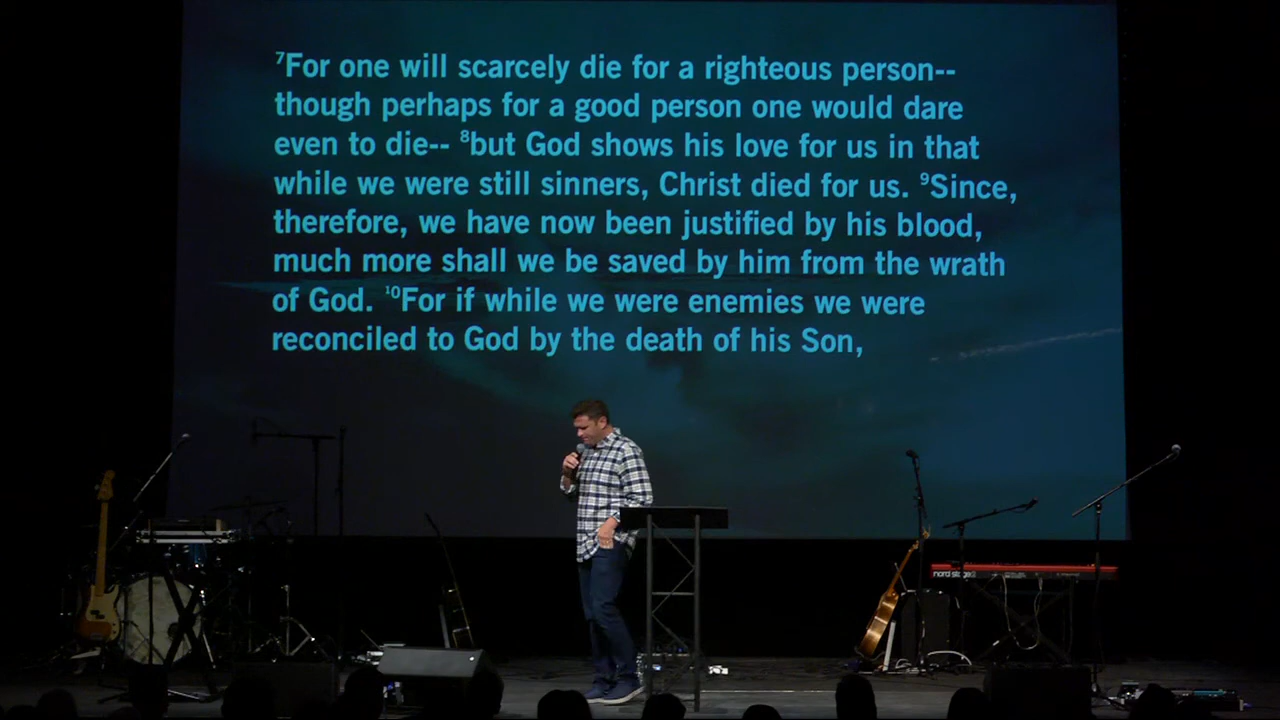 ⁷For one will scarcely die for a righteous person--
though perhaps for a good person one would dare
even to die-- ⁸but God shows his love for us in that
while we were still sinners, Christ died for us. ⁹Since,
therefore, we have now been justified by his blood,
much more shall we be saved by him from the wrath
of God. ¹⁰For if while we were enemies we were
reconciled to God by the death of his Son,
nord stage